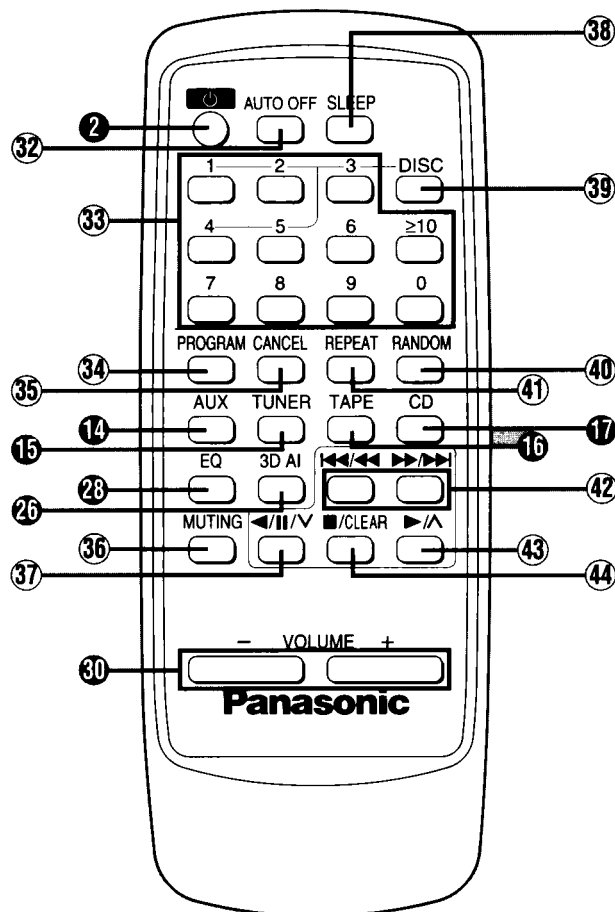 38
⏻ AUTO OFF SLEEP
2
32
1 2 3 DISC
39
33
4 5 6 ≥10
7 8 9 0
PROGRAM CANCEL REPEAT RANDOM
34 35 41 40
AUX TUNER TAPE CD
14 15 16 17
EQ 3D AI ⏮/◀◀ ▶▶/⏭
28 26 42
MUTING ◀/❚❚/∨ ■/CLEAR ▶/∧
36 37 44 43
− VOLUME +
30
Panasonic